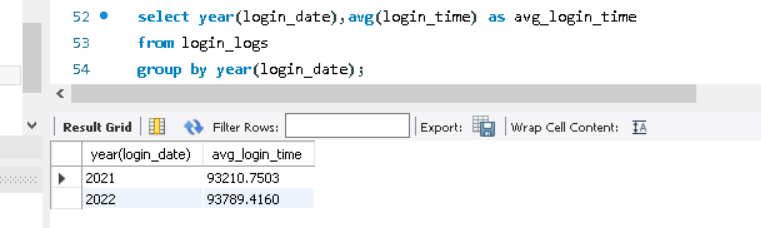 52 select year(login_date),avg(login_time) as avg_login_time
53 from login_logs
54 group by year(login_date);
Result Grid Filter Rows: Export: Wrap Cell Content: IA
year(login_date) avg_login_time
2021 93210.7503
2022 93789.4160